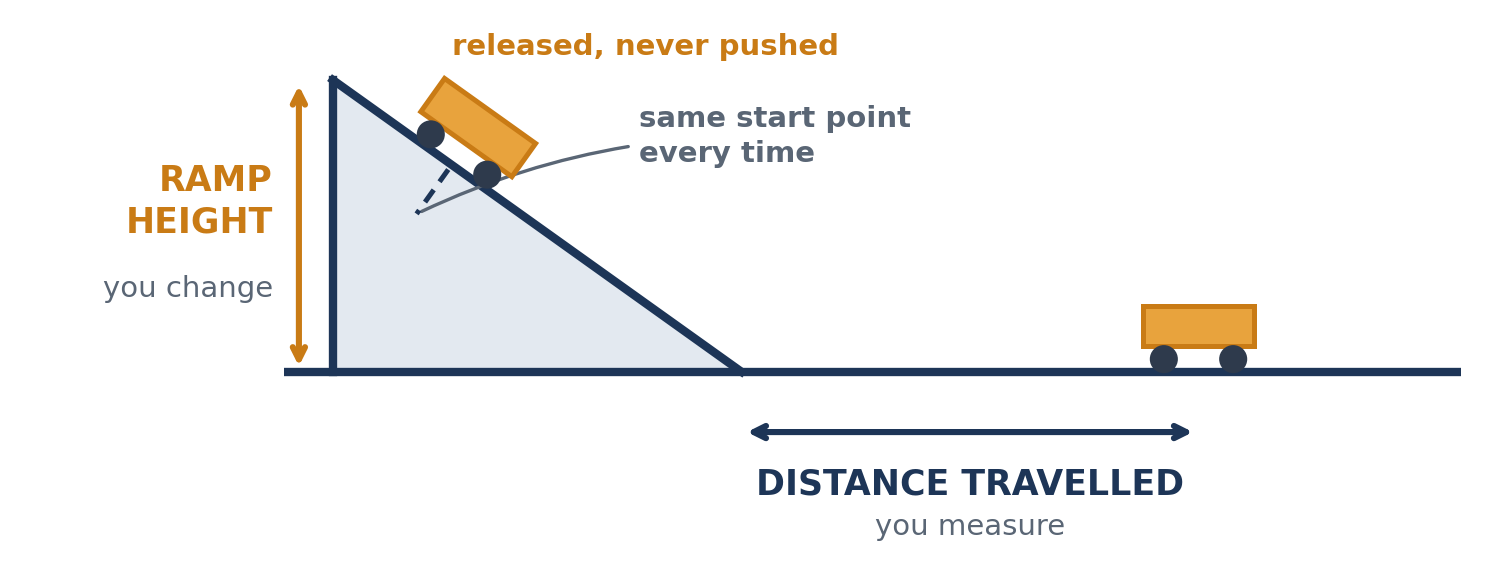 released, never pushed
same start point
every time
RAMP
HEIGHT
you change
DISTANCE TRAVELLED
you measure